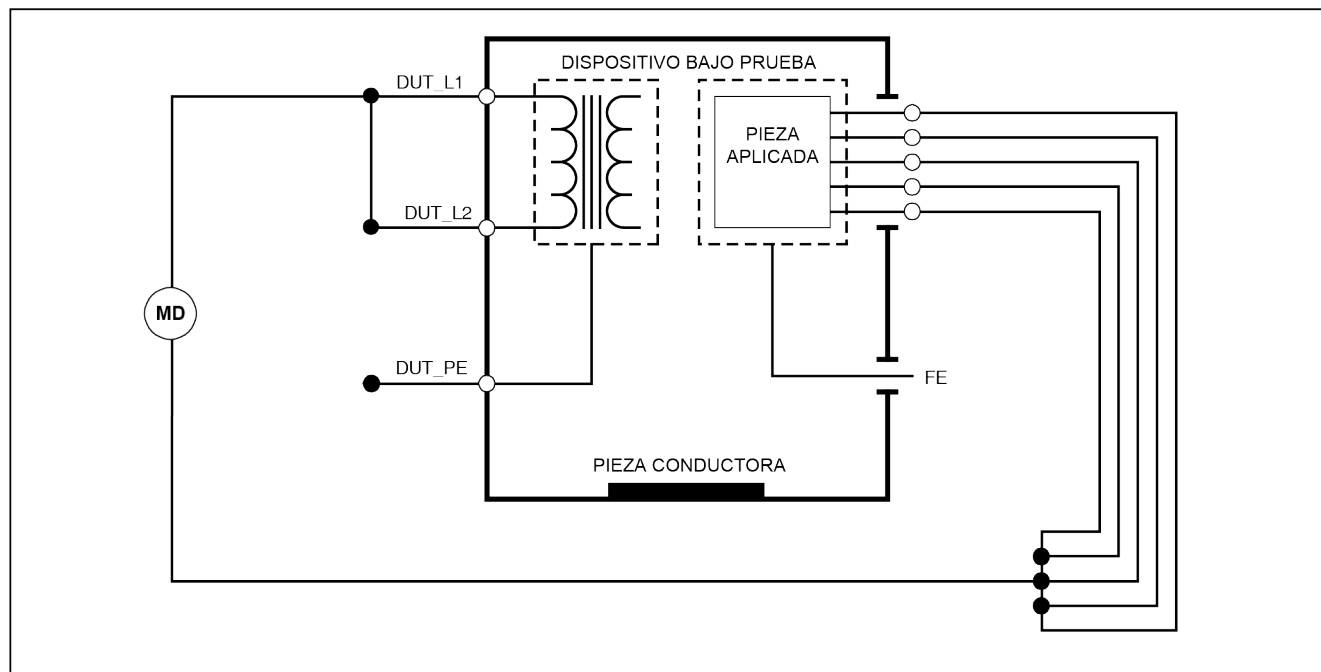 DISPOSITIVO BAJO PRUEBA
DUT_L1
PIEZA
APLICADA
DUT_L2
MD
DUT_PE
FE
PIEZA CONDUCTORA